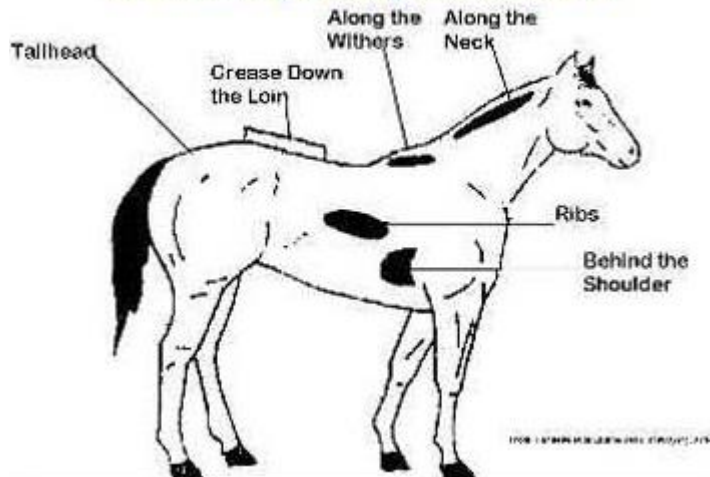 Along the
Withers
Along the
Neck
Tailhead
Crease Down
the Loin
Ribs
Behind the
Shoulder